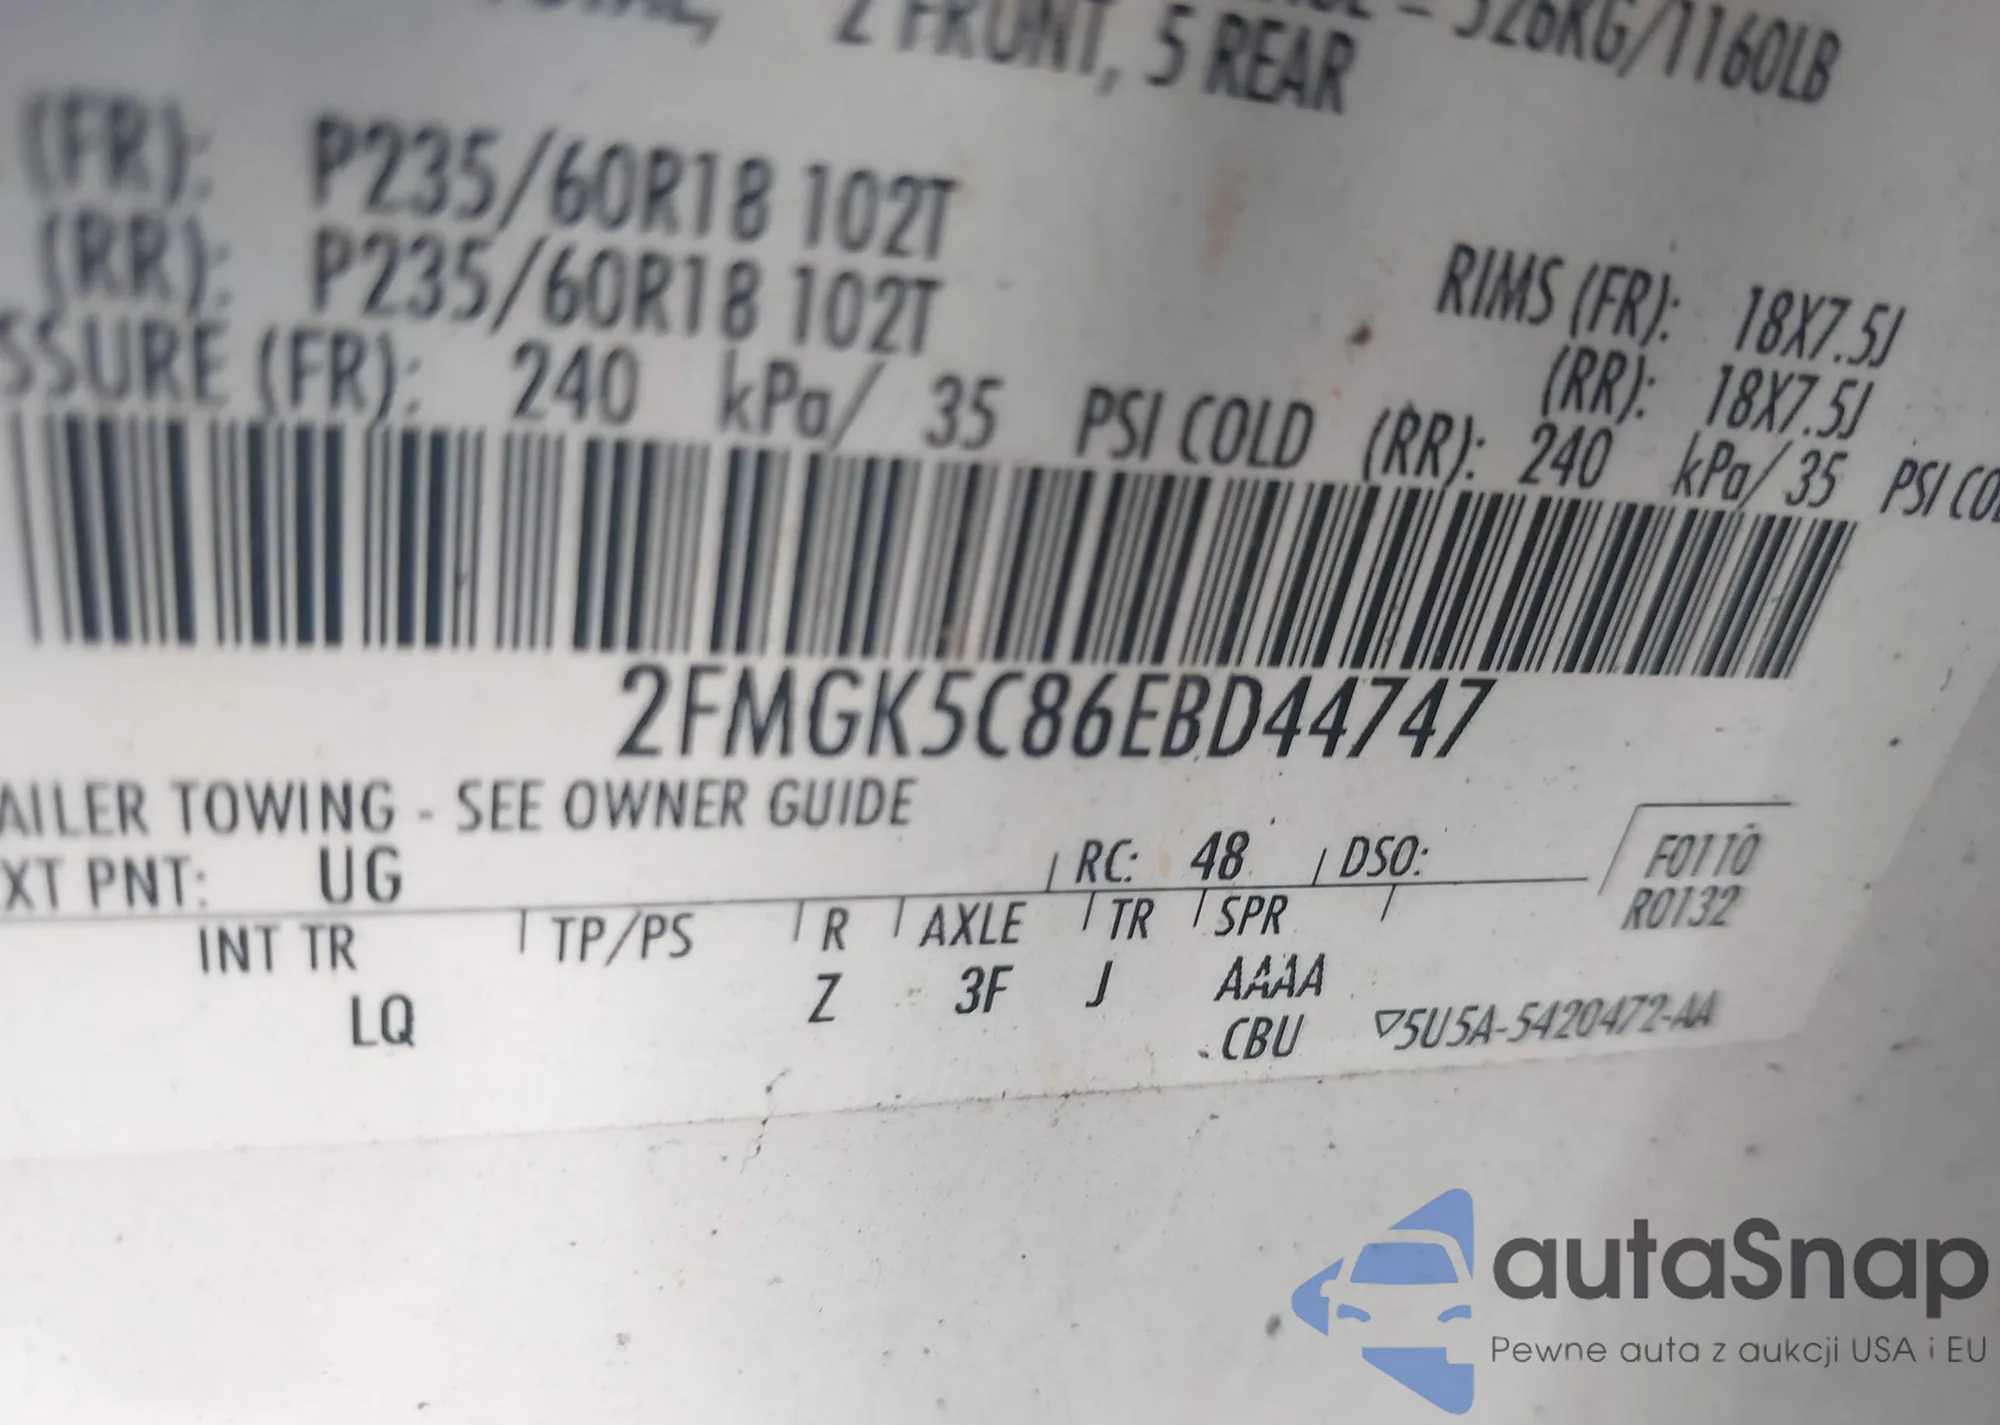 2 FRONT, 5 REAR
526KG/1160LB
(FR): P235/60R18 102T
(RR): P235/60R18 102T
RIMS (FR): 18X7.5J
(RR): 18X7.5J
SSURE (FR): 240 kPa/ 35 PSI COLD (RR): 240 kPa/ 35 PSI COL
2FMGK5C86EBD44747
AILER TOWING - SEE OWNER GUIDE
XT PNT: UG RC: 48 DSO:
F0110
R0132
INT TR TP/PS R AXLE TR SPR
LQ Z 3F J AAAA
CBU ▽5U5A-5420472-AA
autaSnap
Pewne auta z aukcji USA i EU